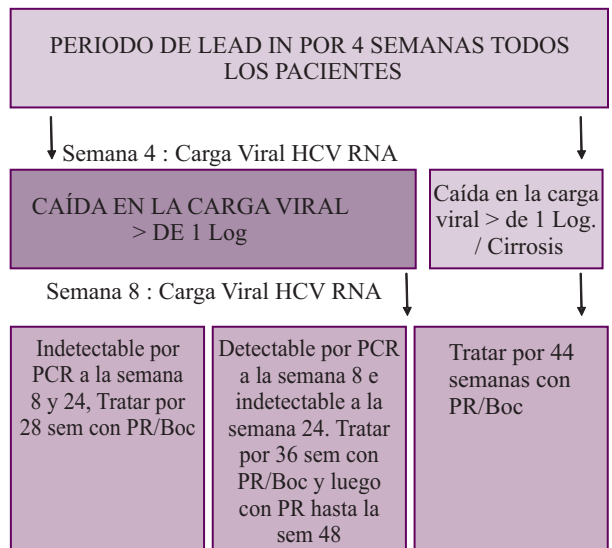 PERIODO DE LEAD IN POR 4 SEMANAS TODOS
LOS PACIENTES
Semana 4 : Carga Viral HCV RNA
CAÍDA EN LA CARGA VIRAL
> DE 1 Log
Caída en la carga
viral > de 1 Log.
/ Cirrosis
Semana 8 : Carga Viral HCV RNA
Indetectable por
PCR a la semana
8 y 24, Tratar por
28 sem con PR/Boc
Detectable por PCR
a la semana 8 e
indetectable a la
semana 24. Tratar
por 36 sem con
PR/Boc y luego
con PR hasta la
sem 48
Tratar por 44
semanas con
PR/Boc